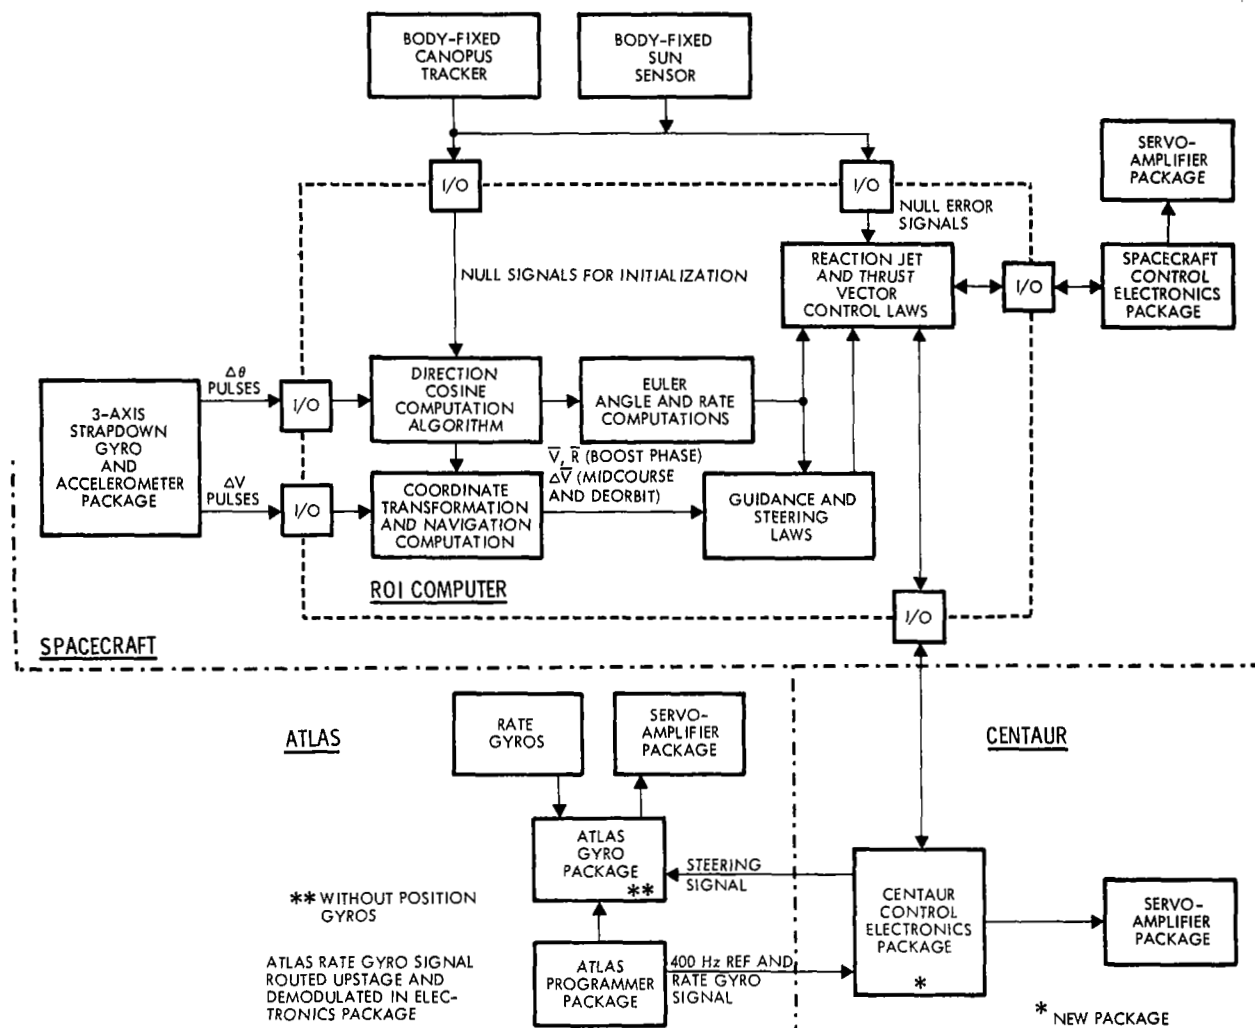 BODY-FIXED
CANOPUS
TRACKER
BODY-FIXED
SUN
SENSOR
SERVO-
AMPLIFIER
PACKAGE
I/O
I/O
NULL ERROR
SIGNALS
NULL SIGNALS FOR INITIALIZATION
REACTION JET
AND THRUST
VECTOR
CONTROL LAWS
I/O
SPACECRAFT
CONTROL
ELECTRONICS
PACKAGE
3-AXIS
STRAPDOWN
GYRO
AND
ACCELEROMETER
PACKAGE
Δθ
PULSES
I/O
DIRECTION
COSINE
COMPUTATION
ALGORITHM
EULER
ANGLE AND RATE
COMPUTATIONS
ΔV
PULSES
I/O
COORDINATE
TRANSFORMATION
AND NAVIGATION
COMPUTATION
V̅, R̅ (BOOST PHASE)
ΔV̅ (MIDCOURSE
AND DEORBIT)
GUIDANCE AND
STEERING
LAWS
ROI COMPUTER
I/O
SPACECRAFT
ATLAS
RATE
GYROS
SERVO-
AMPLIFIER
PACKAGE
CENTAUR
ATLAS
GYRO
PACKAGE
**
STEERING
SIGNAL
** WITHOUT POSITION
GYROS
CENTAUR
CONTROL
ELECTRONICS
PACKAGE
*
SERVO-
AMPLIFIER
PACKAGE
ATLAS RATE GYRO SIGNAL
ROUTED UPSTAGE AND
DEMODULATED IN ELEC-
TRONICS PACKAGE
ATLAS
PROGRAMMER
PACKAGE
400 Hz REF AND
RATE GYRO
SIGNAL
* NEW PACKAGE